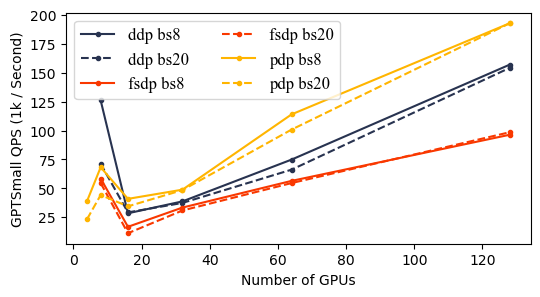 200
175
150
125
100
75
50
25
GPTSmall QPS (1k / Second)
ddp bs8
ddp bs20
fsdp bs8
fsdp bs20
pdp bs8
pdp bs20
0 20 40 60 80 100 120
Number of GPUs